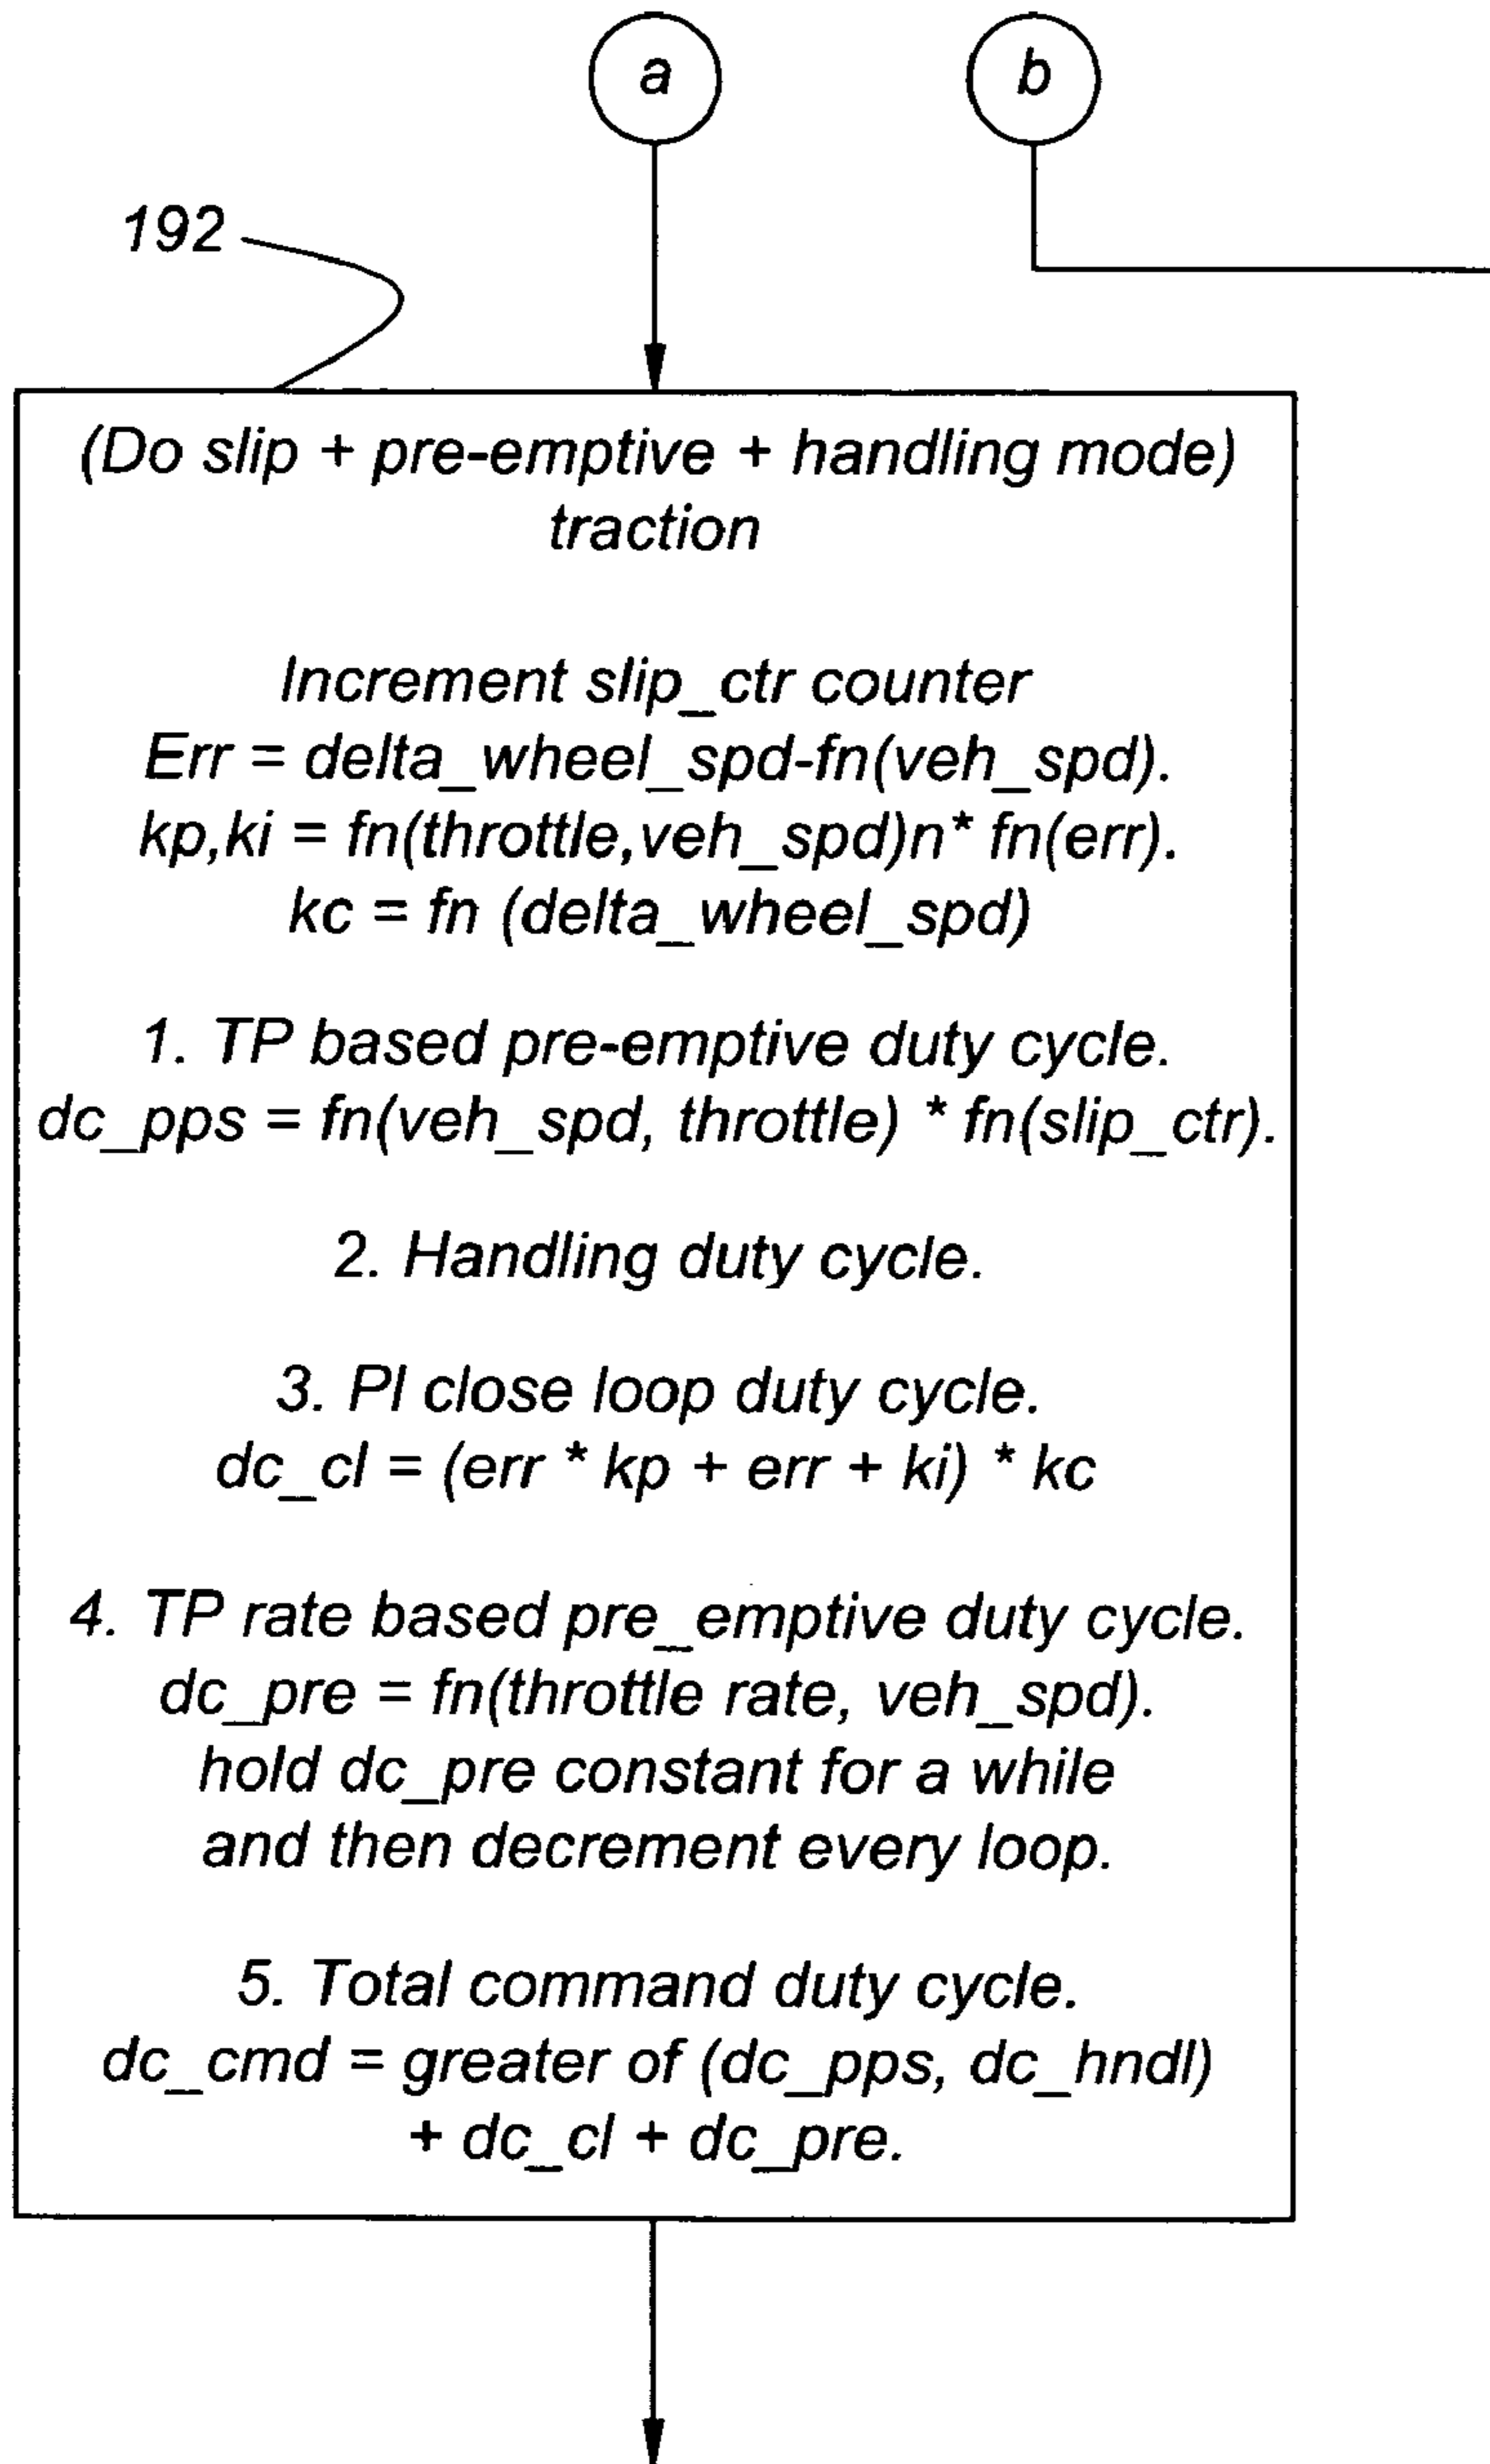 a
b
192
(Do slip + pre-emptive + handling mode)
traction
Increment slip_ctr counter
Err = delta_wheel_spd-fn(veh_spd).
kp,ki = fn(throttle,veh_spd)n* fn(err).
kc = fn (delta_wheel_spd)
1. TP based pre-emptive duty cycle.
dc_pps = fn(veh_spd, throttle) * fn(slip_ctr).
2. Handling duty cycle.
3. PI close loop duty cycle.
dc_cl = (err * kp + err + ki) * kc
4. TP rate based pre_emptive duty cycle.
dc_pre = fn(throttle rate, veh_spd).
hold dc_pre constant for a while
and then decrement every loop.
5. Total command duty cycle.
dc_cmd = greater of (dc_pps, dc_hndl)
+ dc_cl + dc_pre.